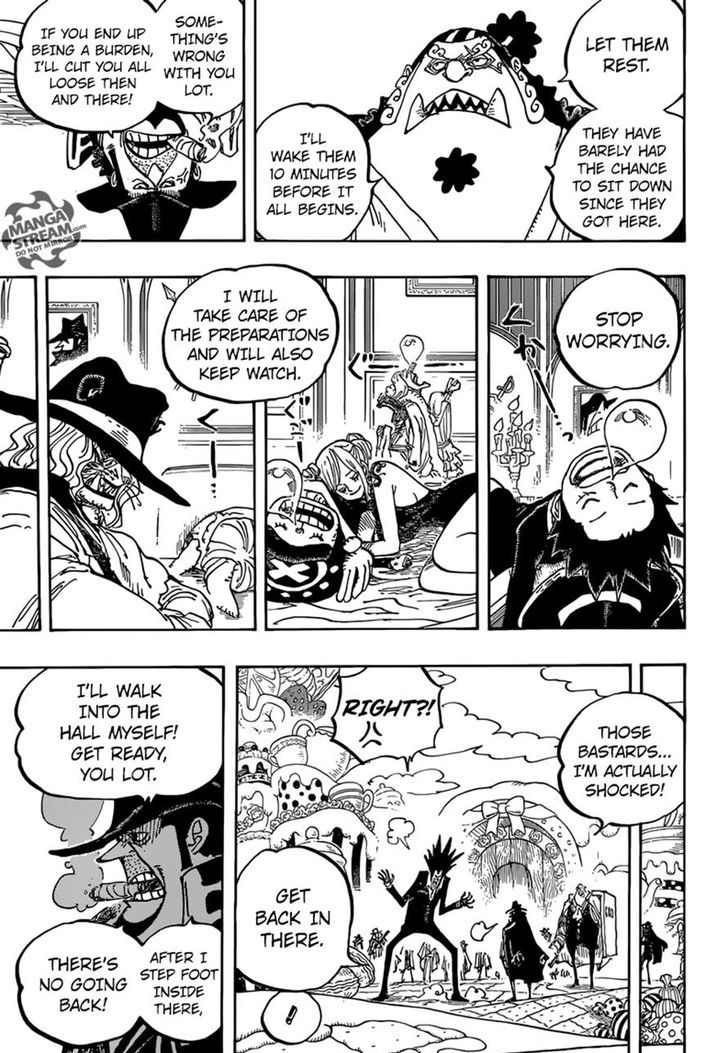 LET THEM
REST.
THEY HAVE
BARELY HAD
THE CHANCE
TO SIT DOWN
SINCE THEY
GOT HERE.
I'LL
WAKE THEM
10 MINUTES
BEFORE IT
ALL BEGINS.
SOME-
THING'S
WRONG
WITH YOU
LOT.
IF YOU END UP
BEING A BURDEN,
I'LL CUT YOU ALL
LOOSE THEN
AND THERE!
MANGA
STREAM.com
DO NOT MIRROR
STOP
WORRYING.
I WILL
TAKE CARE OF
THE PREPARATIONS
AND WILL ALSO
KEEP WATCH.
THOSE
BASTARDS...
I'M ACTUALLY
SHOCKED!
RIGHT?!
GET
BACK IN
THERE.
!
I'LL WALK
INTO THE
HALL MYSELF!
GET READY,
YOU LOT.
AFTER I
STEP FOOT
INSIDE
THERE,
THERE'S
NO GOING
BACK!